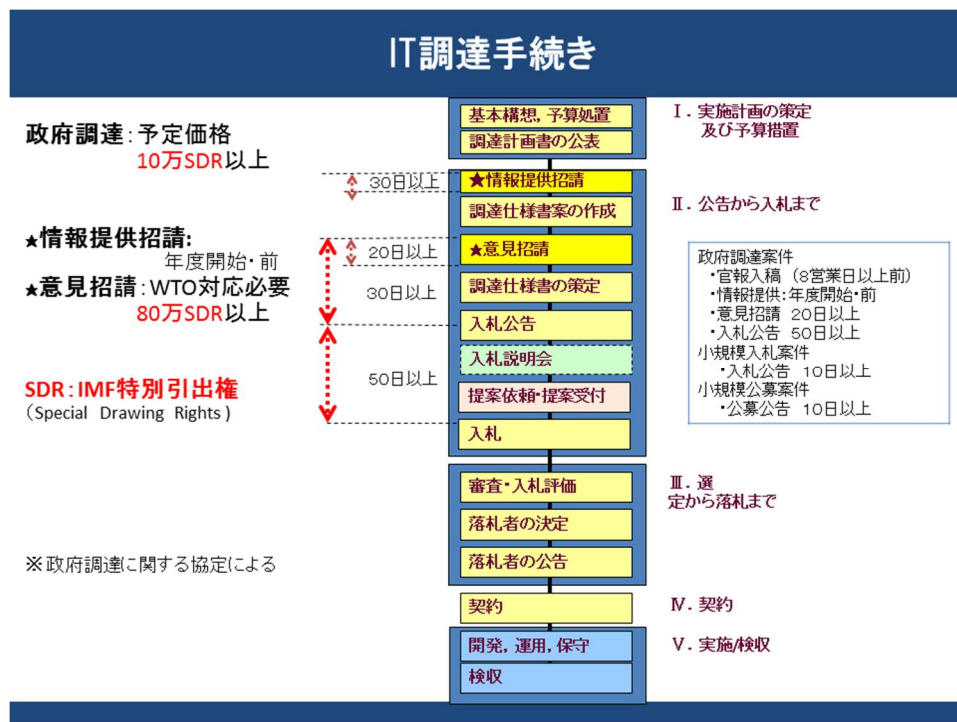 IT調達手続き
政府調達：予定価格
10万SDR以上
★情報提供招請:
年度開始・前
★意見招請：WTO対応必要
80万SDR以上
SDR：IMF特別引出権
（Special Drawing Rights）
※政府調達に関する協定による
30日以上
20日以上
30日以上
50日以上
基本構想，予算処置
調達計画書の公表
★情報提供招請
調達仕様書案の作成
★意見招請
調達仕様書の策定
入札公告
入札説明会
提案依頼・提案受付
入札
審査・入札評価
落札者の決定
落札者の公告
契約
開発，運用，保守
検収
Ⅰ．実施計画の策定
及び予算措置
Ⅱ．公告から入札まで
政府調達案件
・官報入稿（8営業日以上前）
・情報提供：年度開始・前
・意見招請 20日以上
・入札公告 50日以上
小規模入札案件
・入札公告 10日以上
小規模公募案件
・公募公告 10日以上
Ⅲ．選
定から落札まで
Ⅳ．契約
Ⅴ．実施/検収